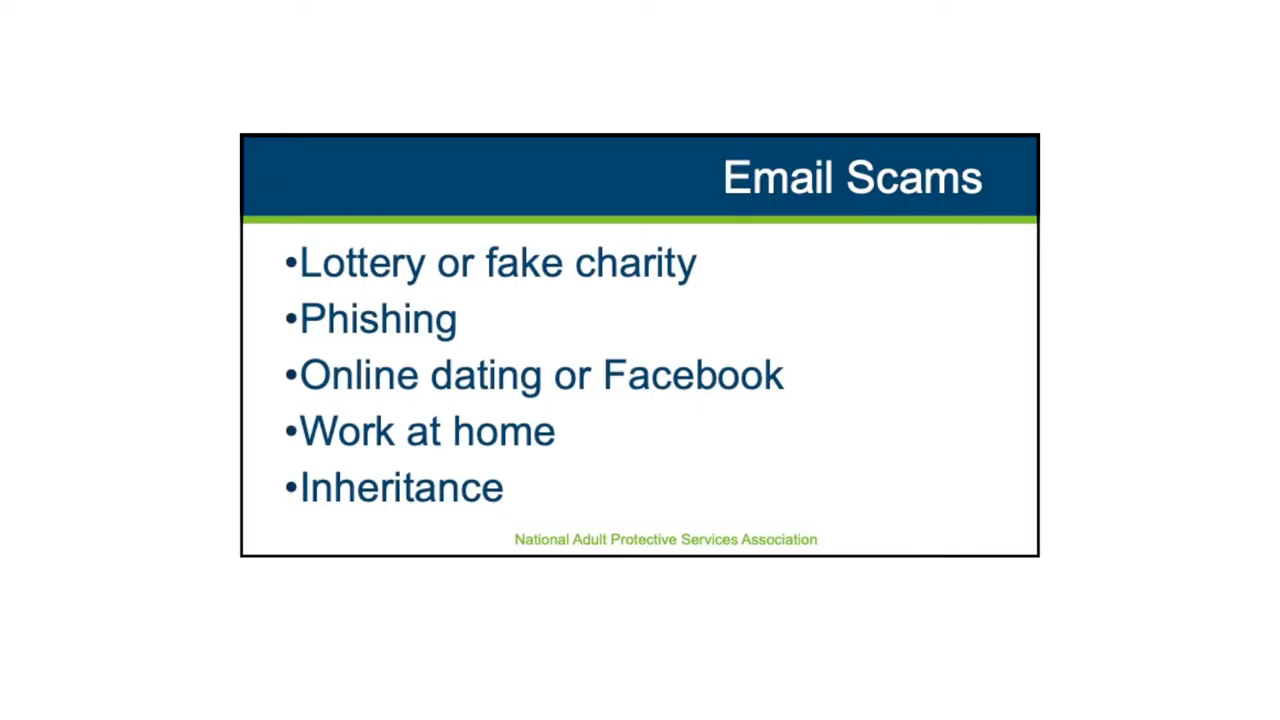 Email Scams
•Lottery or fake charity
•Phishing
•Online dating or Facebook
•Work at home
•Inheritance
National Adult Protective Services Association